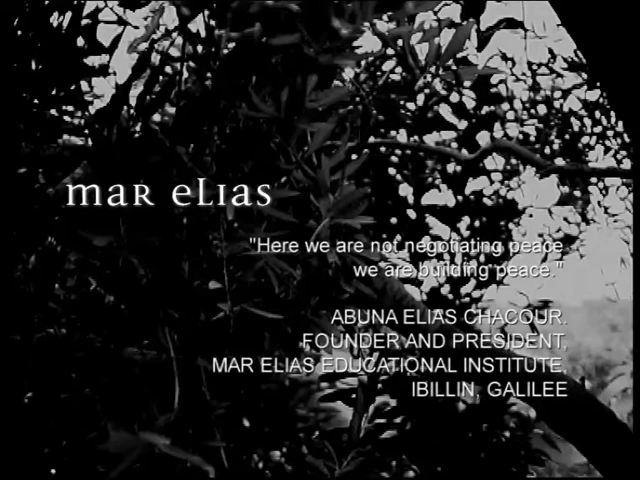 mar elias
"Here we are not negotiating peace
we are building peace."
ABUNA ELIAS CHACOUR.
FOUNDER AND PRESIDENT,
MAR ELIAS EDUCATIONAL INSTITUTE,
IBILLIN, GALILEE